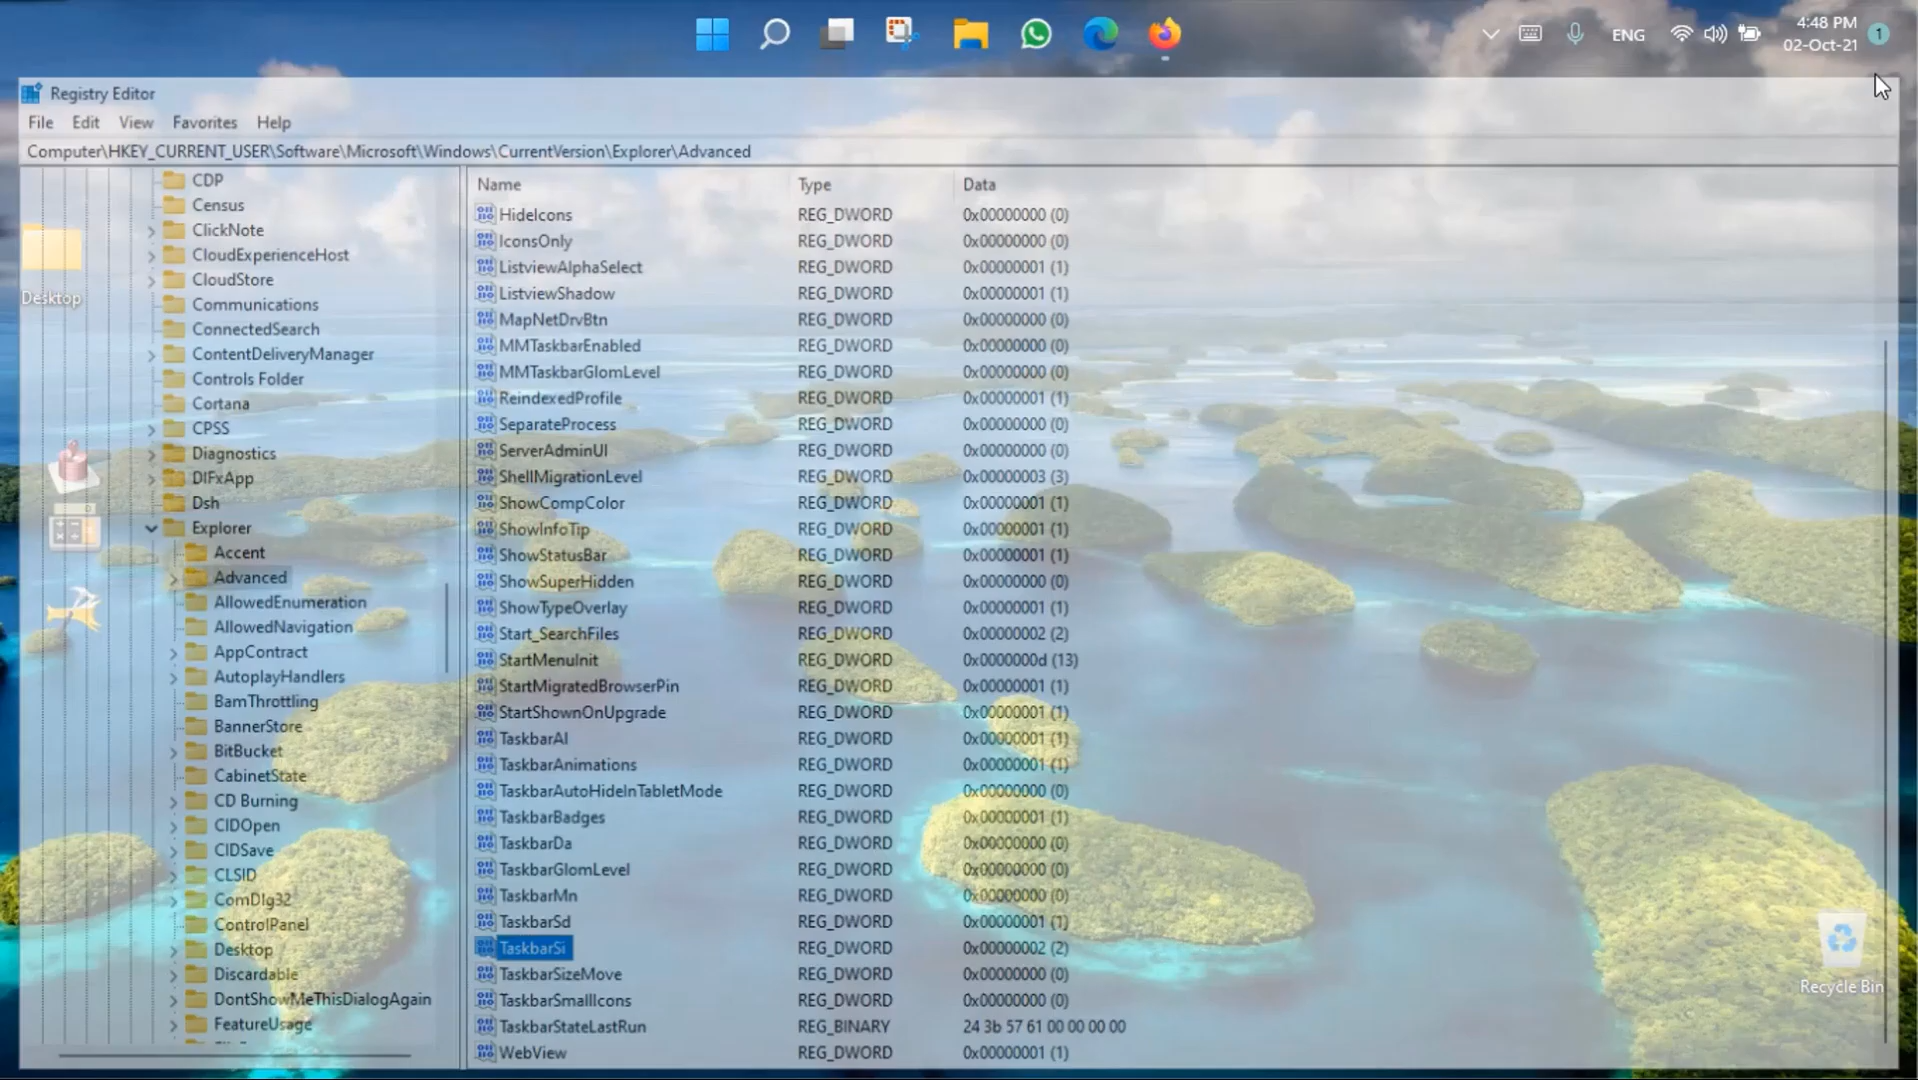 4:48 PM
ENG
02-Oct-21
1
Registry Editor
File Edit View Favorites Help
Computer\HKEY_CURRENT_USER\Software\Microsoft\Windows\CurrentVersion\Explorer\Advanced
CDP
Census
ClickNote
CloudExperienceHost
CloudStore
Communications
ConnectedSearch
ContentDeliveryManager
Controls Folder
Cortana
CPSS
Diagnostics
DIFxApp
Dsh
Explorer
Accent
Advanced
AllowedEnumeration
AllowedNavigation
AppContract
AutoplayHandlers
BamThrottling
BannerStore
BitBucket
CabinetState
CD Burning
CIDOpen
CIDSave
CLSID
ComDlg32
ControlPanel
Desktop
Discardable
DontShowMeThisDialogAgain
FeatureUsage
Desktop
Name Type Data
HideIcons REG_DWORD 0x00000000 (0)
IconsOnly REG_DWORD 0x00000000 (0)
ListviewAlphaSelect REG_DWORD 0x00000001 (1)
ListviewShadow REG_DWORD 0x00000001 (1)
MapNetDrvBtn REG_DWORD 0x00000000 (0)
MMTaskbarEnabled REG_DWORD 0x00000000 (0)
MMTaskbarGlomLevel REG_DWORD 0x00000000 (0)
ReindexedProfile REG_DWORD 0x00000001 (1)
SeparateProcess REG_DWORD 0x00000000 (0)
ServerAdminUI REG_DWORD 0x00000000 (0)
ShellMigrationLevel REG_DWORD 0x00000003 (3)
ShowCompColor REG_DWORD 0x00000001 (1)
ShowInfoTip REG_DWORD 0x00000001 (1)
ShowStatusBar REG_DWORD 0x00000001 (1)
ShowSuperHidden REG_DWORD 0x00000000 (0)
ShowTypeOverlay REG_DWORD 0x00000001 (1)
Start_SearchFiles REG_DWORD 0x00000002 (2)
StartMenuInit REG_DWORD 0x0000000d (13)
StartMigratedBrowserPin REG_DWORD 0x00000001 (1)
StartShownOnUpgrade REG_DWORD 0x00000001 (1)
TaskbarAl REG_DWORD 0x00000001 (1)
TaskbarAnimations REG_DWORD 0x00000001 (1)
TaskbarAutoHideInTabletMode REG_DWORD 0x00000000 (0)
TaskbarBadges REG_DWORD 0x00000001 (1)
TaskbarDa REG_DWORD 0x00000000 (0)
TaskbarGlomLevel REG_DWORD 0x00000000 (0)
TaskbarMn REG_DWORD 0x00000000 (0)
TaskbarSd REG_DWORD 0x00000001 (1)
TaskbarSi REG_DWORD 0x00000002 (2)
TaskbarSizeMove REG_DWORD 0x00000000 (0)
TaskbarSmallIcons REG_DWORD 0x00000000 (0)
TaskbarStateLastRun REG_BINARY 24 3b 57 61 00 00 00 00
WebView REG_DWORD 0x00000001 (1)
Recycle Bin